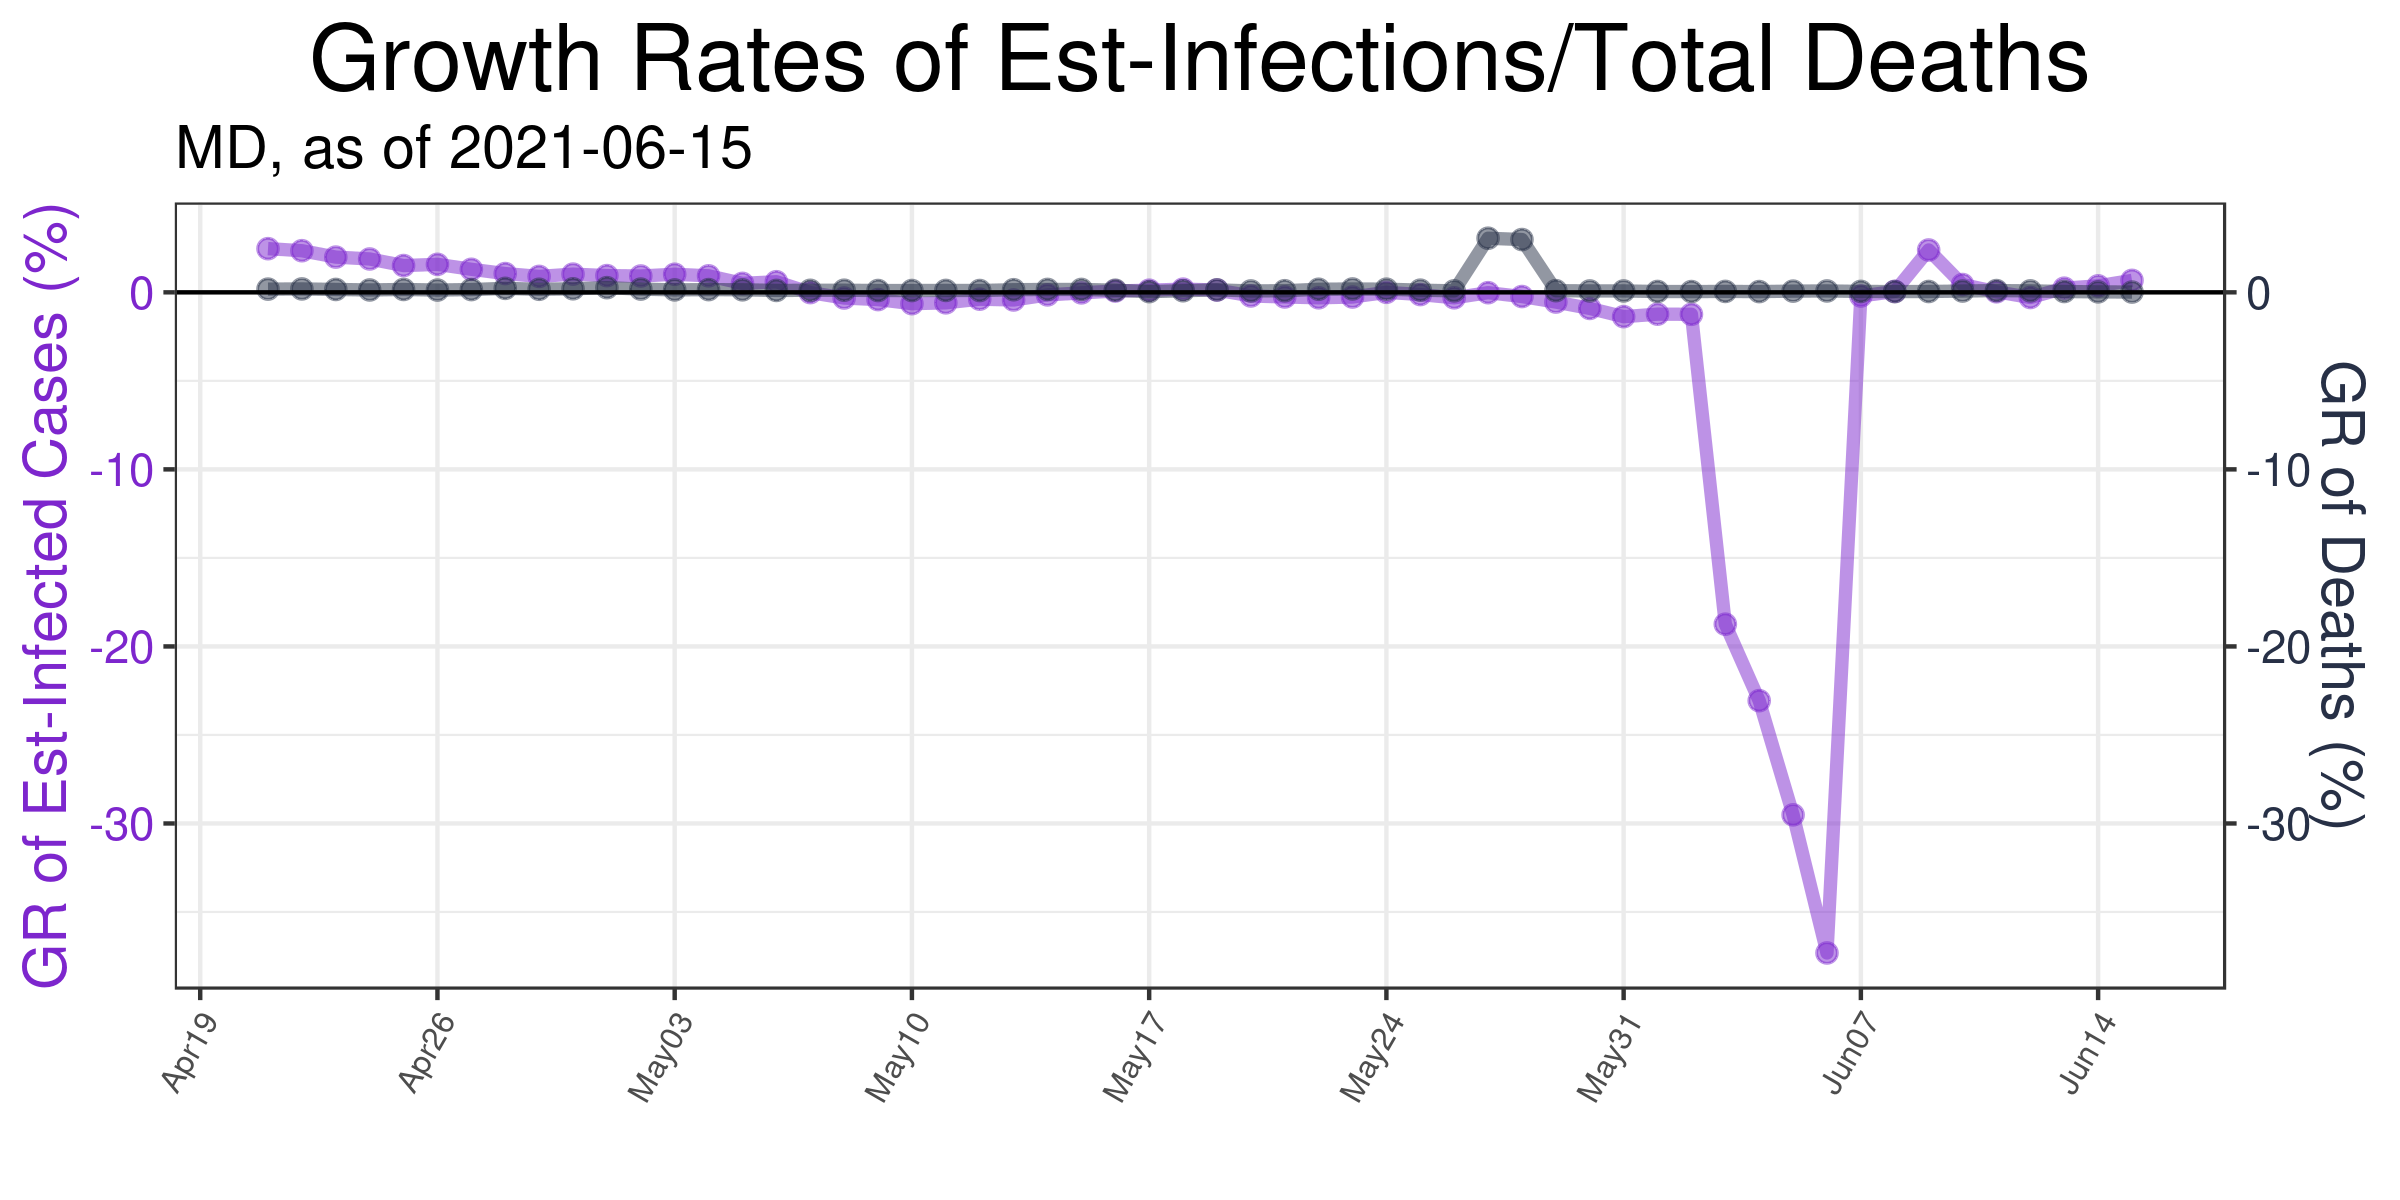 Growth Rates of Est-Infections/Total Deaths
MD, as of 2021-06-15
GR of Est-Infected Cases (%)
0
-10
-20
-30
0
-10
-20
-30
GR of Deaths (%)
Apr19
Apr26
May03
May10
May17
May24
May31
Jun07
Jun14